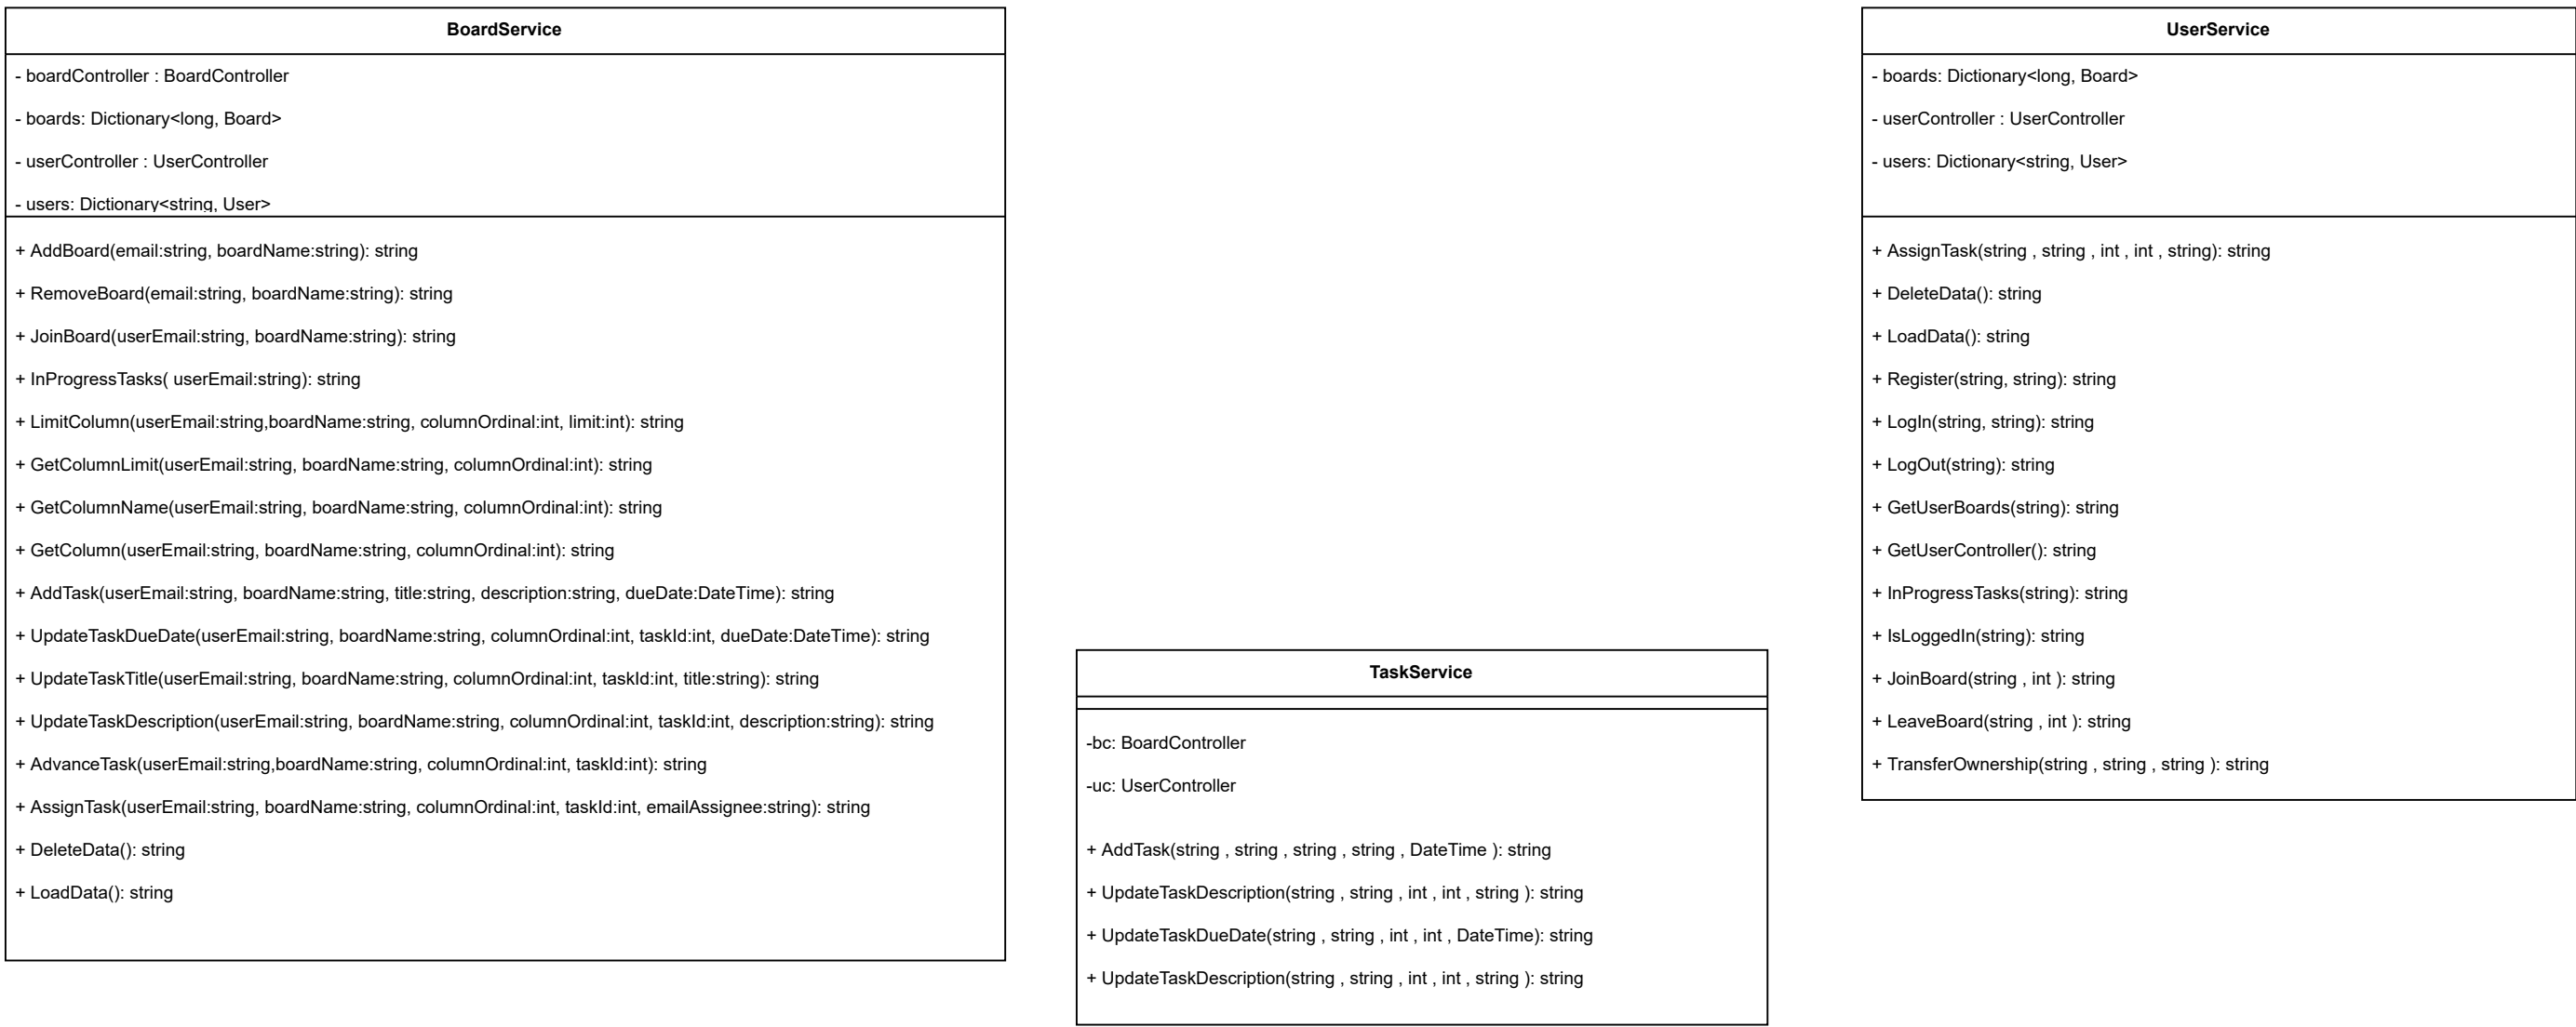 BoardService
- boardController : BoardController
- boards: Dictionary<long, Board>
- userController : UserController
- users: Dictionary<string, User>
+ AddBoard(email:string, boardName:string): string
+ RemoveBoard(email:string, boardName:string): string
+ JoinBoard(userEmail:string, boardName:string): string
+ InProgressTasks( userEmail:string): string
+ LimitColumn(userEmail:string,boardName:string, columnOrdinal:int, limit:int): string
+ GetColumnLimit(userEmail:string, boardName:string, columnOrdinal:int): string
+ GetColumnName(userEmail:string, boardName:string, columnOrdinal:int): string
+ GetColumn(userEmail:string, boardName:string, columnOrdinal:int): string
+ AddTask(userEmail:string, boardName:string, title:string, description:string, dueDate:DateTime): string
+ UpdateTaskDueDate(userEmail:string, boardName:string, columnOrdinal:int, taskId:int, dueDate:DateTime): string
+ UpdateTaskTitle(userEmail:string, boardName:string, columnOrdinal:int, taskId:int, title:string): string
+ UpdateTaskDescription(userEmail:string, boardName:string, columnOrdinal:int, taskId:int, description:string): string
+ AdvanceTask(userEmail:string,boardName:string, columnOrdinal:int, taskId:int): string
+ AssignTask(userEmail:string, boardName:string, columnOrdinal:int, taskId:int, emailAssignee:string): string
+ DeleteData(): string
+ LoadData(): string
TaskService
-bc: BoardController
-uc: UserController
+ AddTask(string , string , string , string , DateTime ): string
+ UpdateTaskDescription(string , string , int , int , string ): string
+ UpdateTaskDueDate(string , string , int , int , DateTime): string
+ UpdateTaskDescription(string , string , int , int , string ): string
UserService
- boards: Dictionary<long, Board>
- userController : UserController
- users: Dictionary<string, User>
+ AssignTask(string , string , int , int , string): string
+ DeleteData(): string
+ LoadData(): string
+ Register(string, string): string
+ LogIn(string, string): string
+ LogOut(string): string
+ GetUserBoards(string): string
+ GetUserController(): string
+ InProgressTasks(string): string
+ IsLoggedIn(string): string
+ JoinBoard(string , int ): string
+ LeaveBoard(string , int ): string
+ TransferOwnership(string , string , string ): string